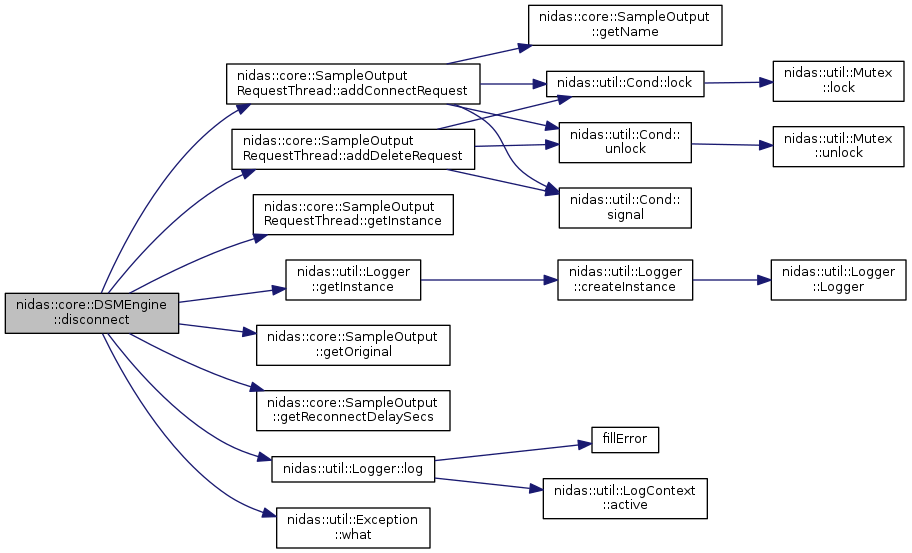 nidas::core::SampleOutput
::getName
nidas::core::SampleOutput
RequestThread::addConnectRequest
nidas::util::Cond::lock
nidas::util::Mutex
::lock
nidas::core::SampleOutput
RequestThread::addDeleteRequest
nidas::util::Cond::
unlock
nidas::util::Mutex
::unlock
nidas::core::SampleOutput
RequestThread::getInstance
nidas::util::Cond::
signal
nidas::core::DSMEngine
::disconnect
nidas::util::Logger
::getInstance
nidas::util::Logger
::createInstance
nidas::util::Logger
::Logger
nidas::core::SampleOutput
::getOriginal
nidas::core::SampleOutput
::getReconnectDelaySecs
nidas::util::Logger::log
fillError
nidas::util::LogContext
::active
nidas::util::Exception
::what